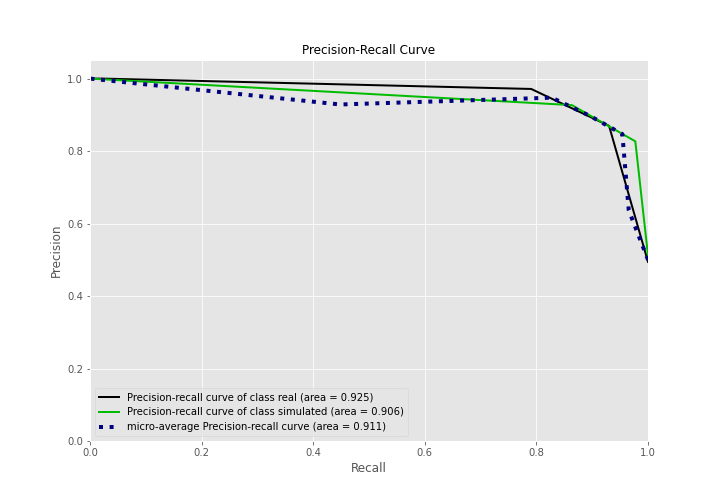 Precision-Recall Curve
1.0
0.8
0.6
0.4
0.2
0.0
Precision
Precision-recall curve of class real (area = 0.925)
Precision-recall curve of class simulated (area = 0.906)
micro-average Precision-recall curve (area = 0.911)
0.0 0.2 0.4 0.6 0.8 1.0
Recall